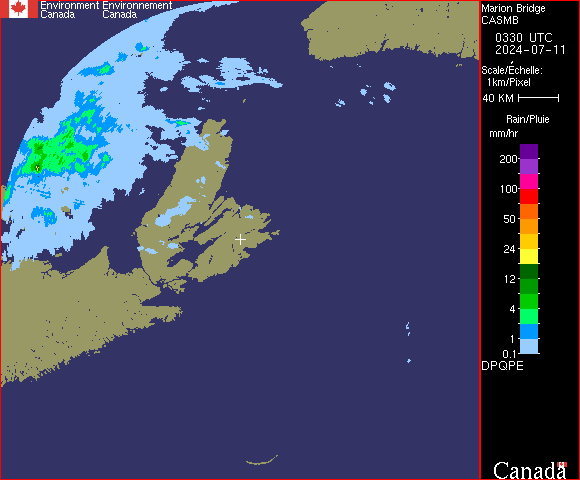 Environment Environnement
Canada Canada
Marion Bridge
CASMB
0330 UTC
2024-07-11
Scale/Échelle:
1km/Pixel
40 KM
Rain/Pluie
mm/hr
200
100
50
24
12
4
1
0.1
DPQPE
Canada